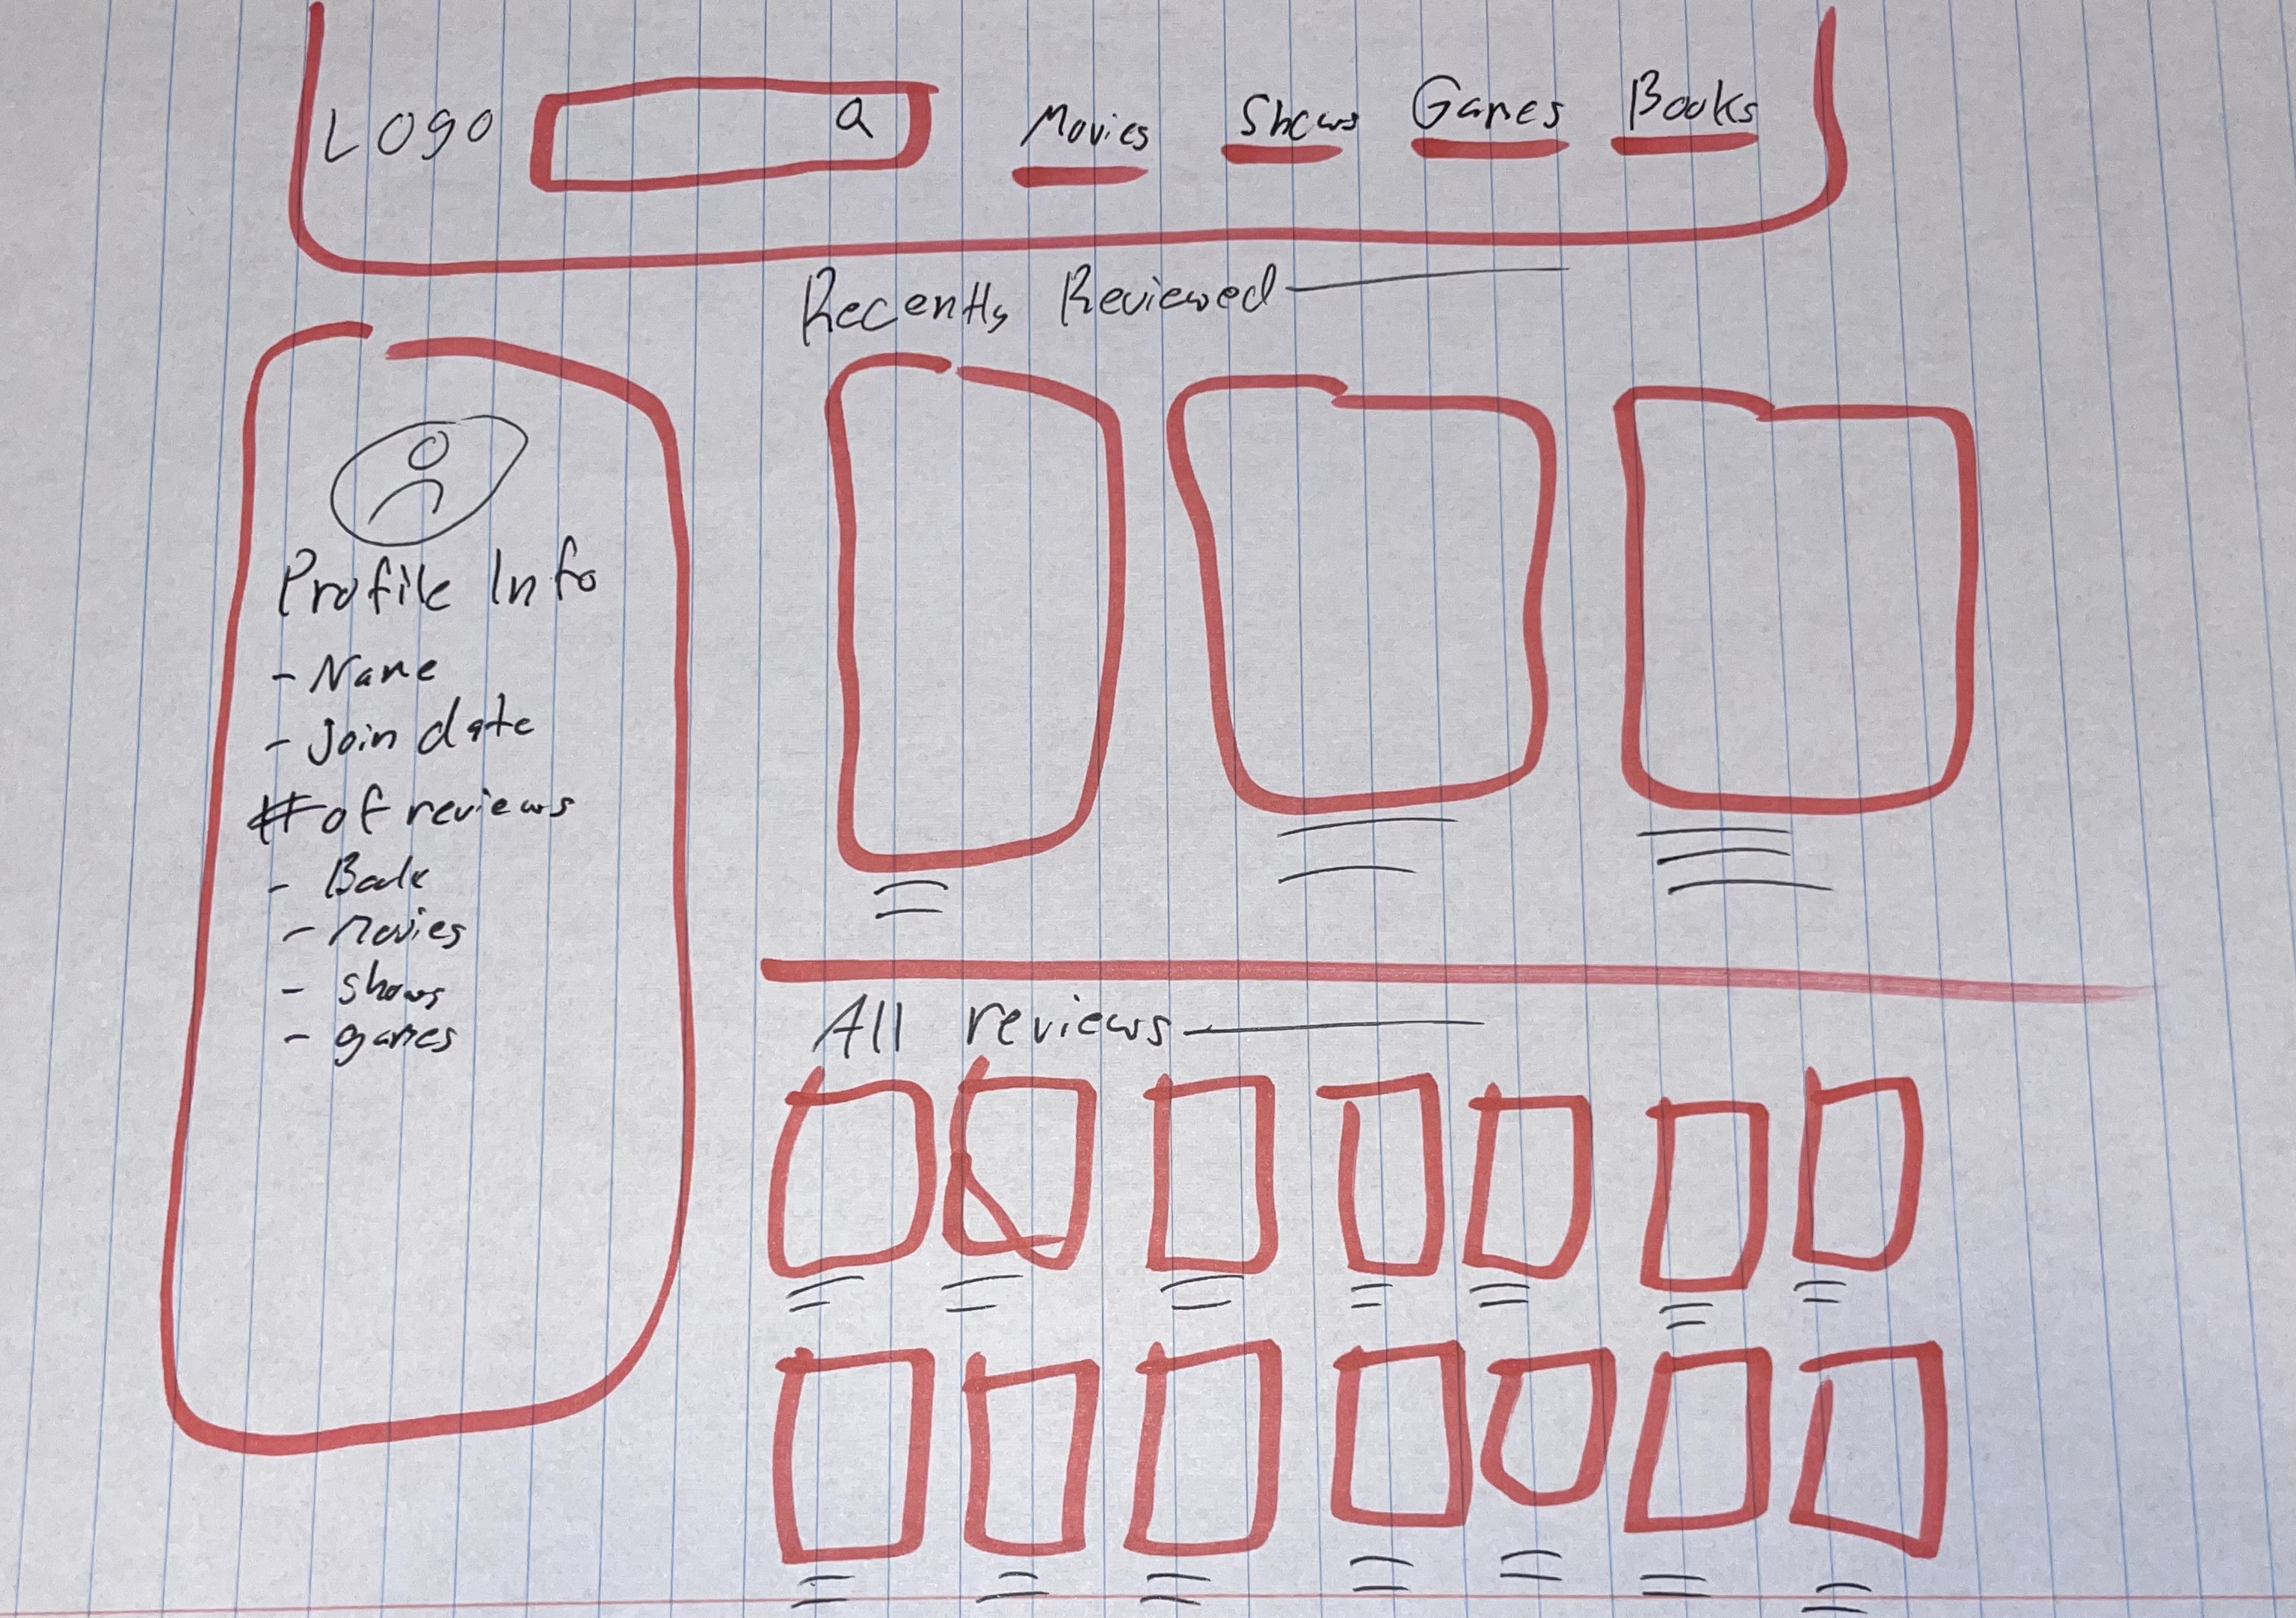 Logo
Movies Shows Games Books
Recently Reviewed
Profile Info
- Name
- Join date
# of reviews
- Book
- movies
- shows
- games
All reviews